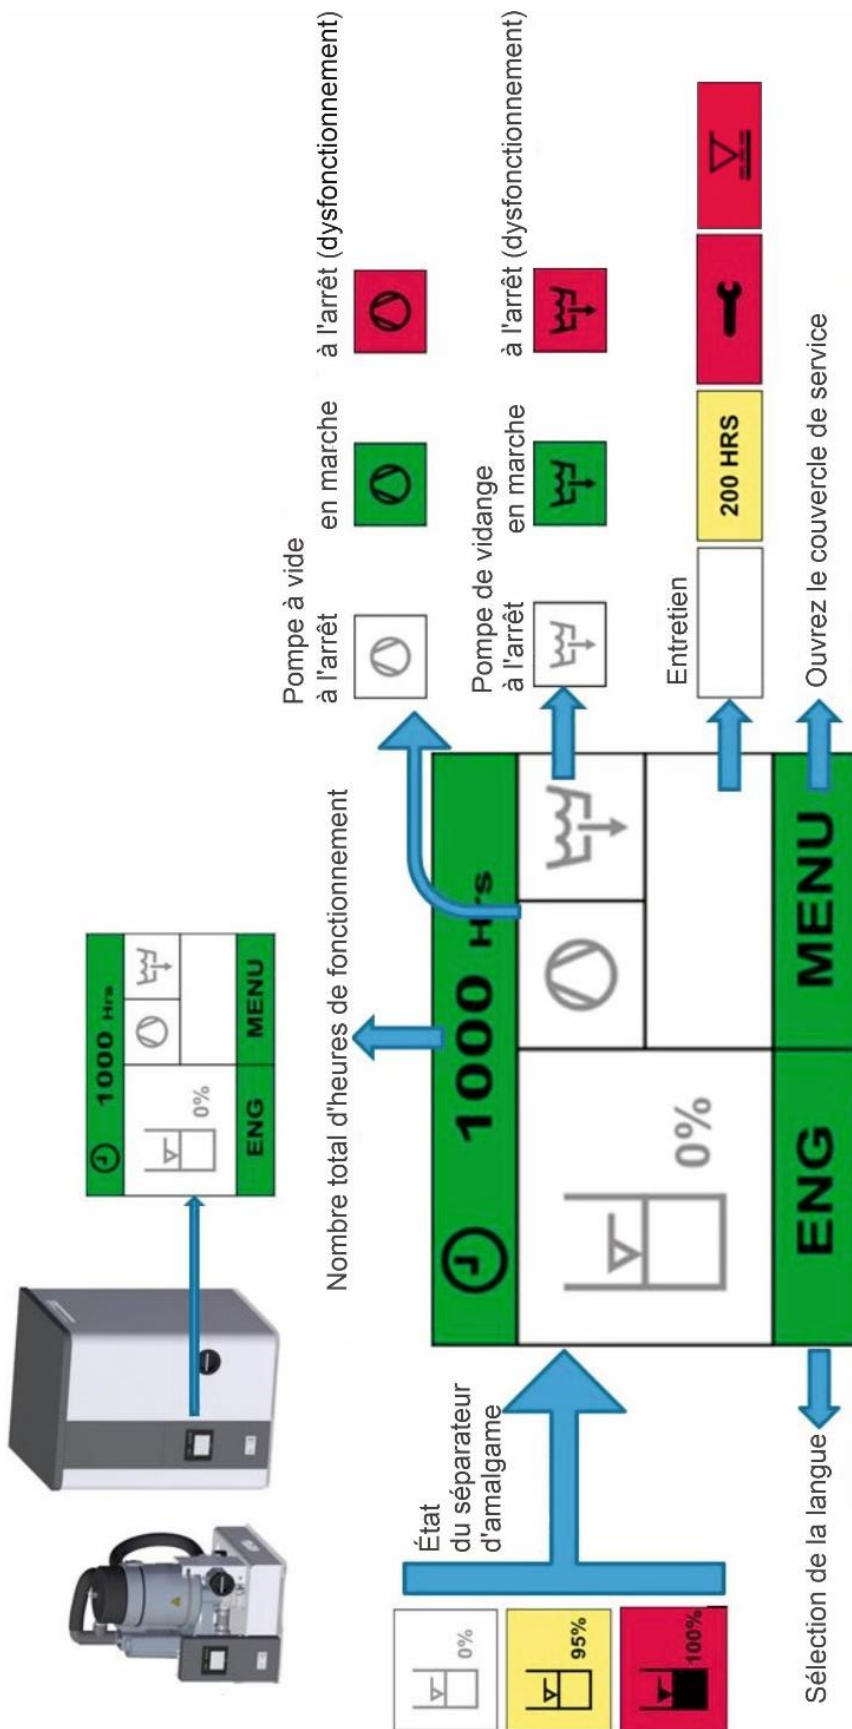 1000 Hrs
0%
ENG
MENU
Nombre total d'heures de fonctionnement
Pompe à vide
à l'arrêt
en marche
à l'arrêt (dysfonctionnement)
Pompe de vidange
à l'arrêt
en marche
à l'arrêt (dysfonctionnement)
État
du séparateur
d'amalgame
0%
95%
100%
1000 Hrs
0%
ENG
MENU
Entretien
200 HRS
Sélection de la langue
Ouvrez le couvercle de service